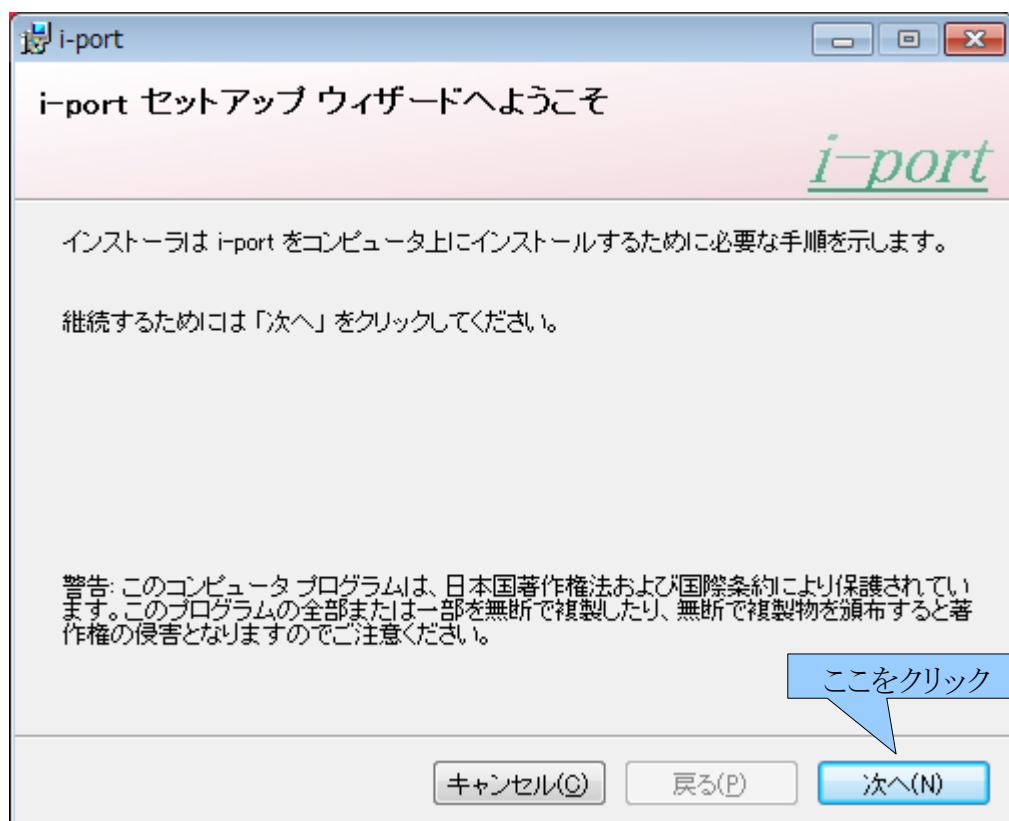 i-port
i-port セットアップ ウィザードへようこそ
i-port
インストーラは i-port をコンピュータ上にインストールするために必要な手順を示します。
継続するためには 「次へ」 をクリックしてください。
警告: このコンピュータ プログラムは、日本国著作権法および国際条約により保護されてい
ます。このプログラムの全部または一部を無断で複製したり、無断で複製物を頒布すると著
作権の侵害となりますのでご注意ください。
ここをクリック
キャンセル(C) 戻る(P) 次へ(N)